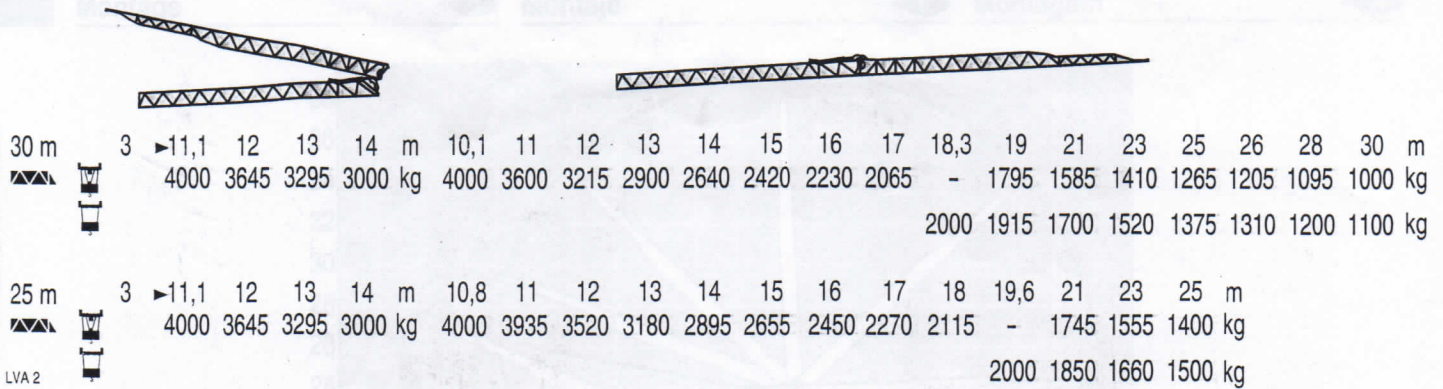 30 m 3 ►11,1 12 13 14 m 10,1 11 12 13 14 15 16 17 18,3 19 21 23 25 26 28 30 m
4000 3645 3295 3000 kg 4000 3600 3215 2900 2640 2420 2230 2065 - 1795 1585 1410 1265 1205 1095 1000 kg
2000 1915 1700 1520 1375 1310 1200 1100 kg
25 m 3 ►11,1 12 13 14 m 10,8 11 12 13 14 15 16 17 18 19,6 21 23 25 m
4000 3645 3295 3000 kg 4000 3935 3520 3180 2895 2655 2450 2270 2115 - 1745 1555 1400 kg
2000 1850 1660 1500 kg
LVA 2